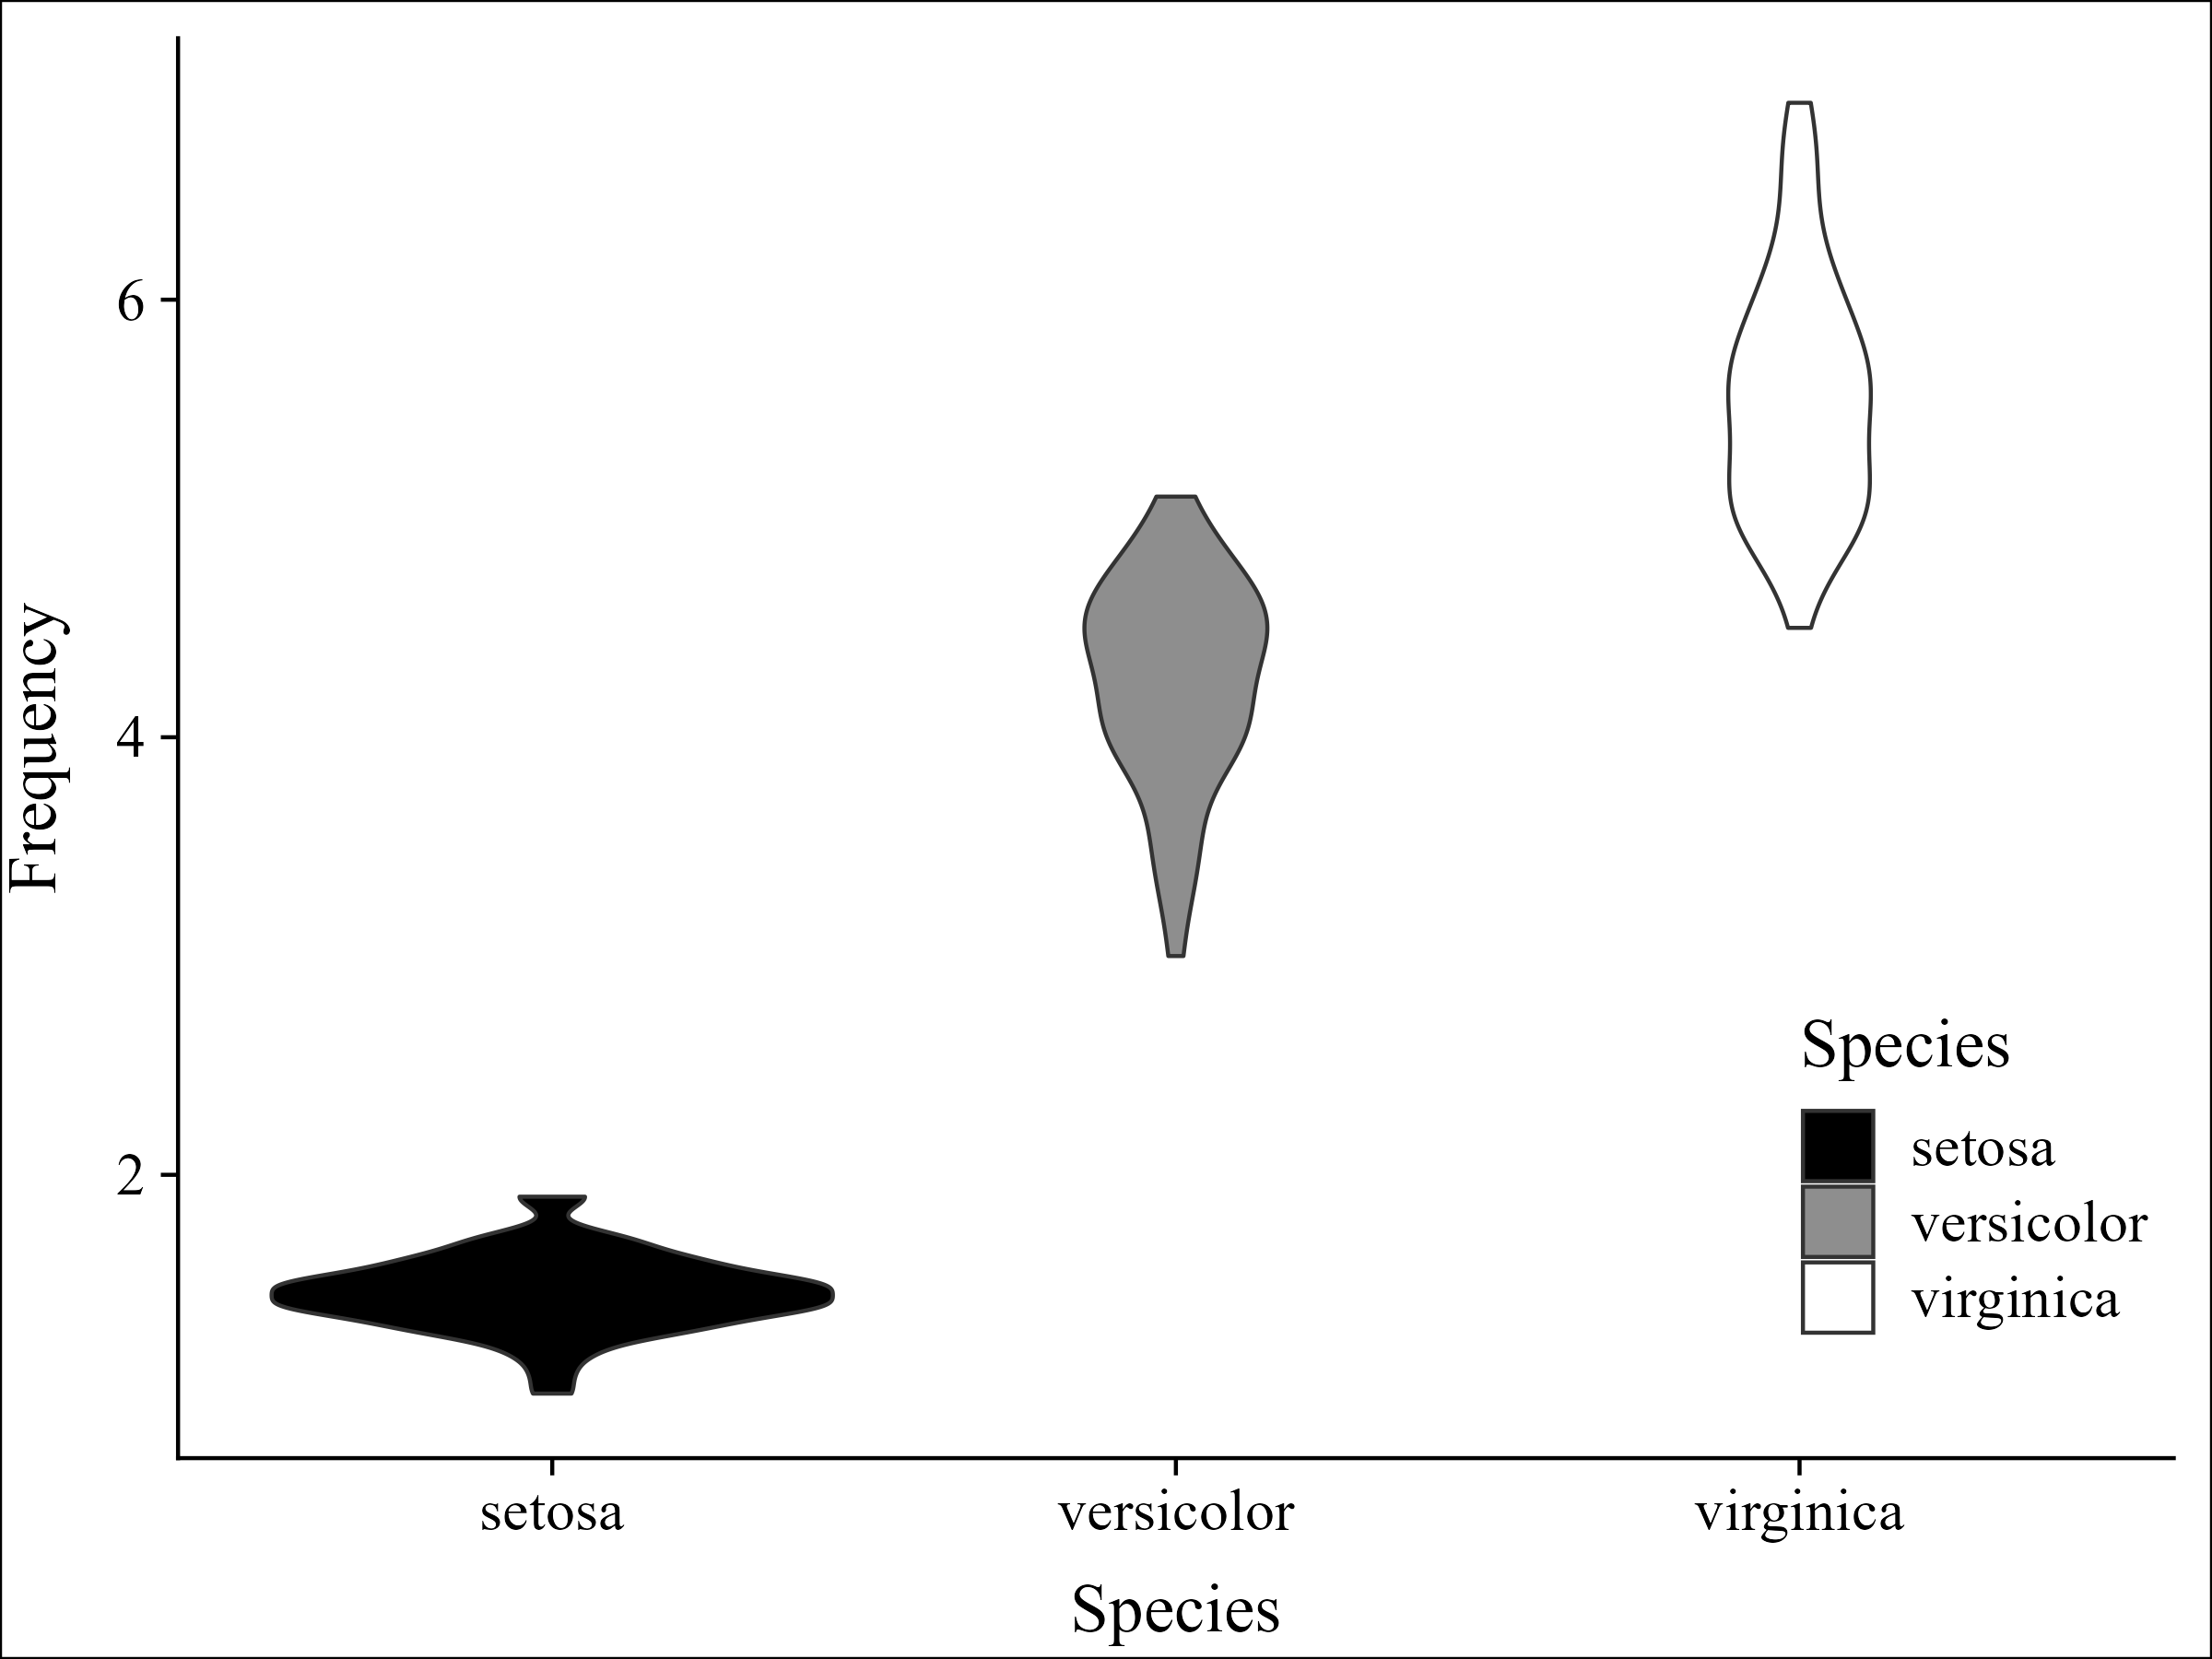 Frequency
6
4
2
setosa
versicolor
virginica
Species
Species
setosa
versicolor
virginica